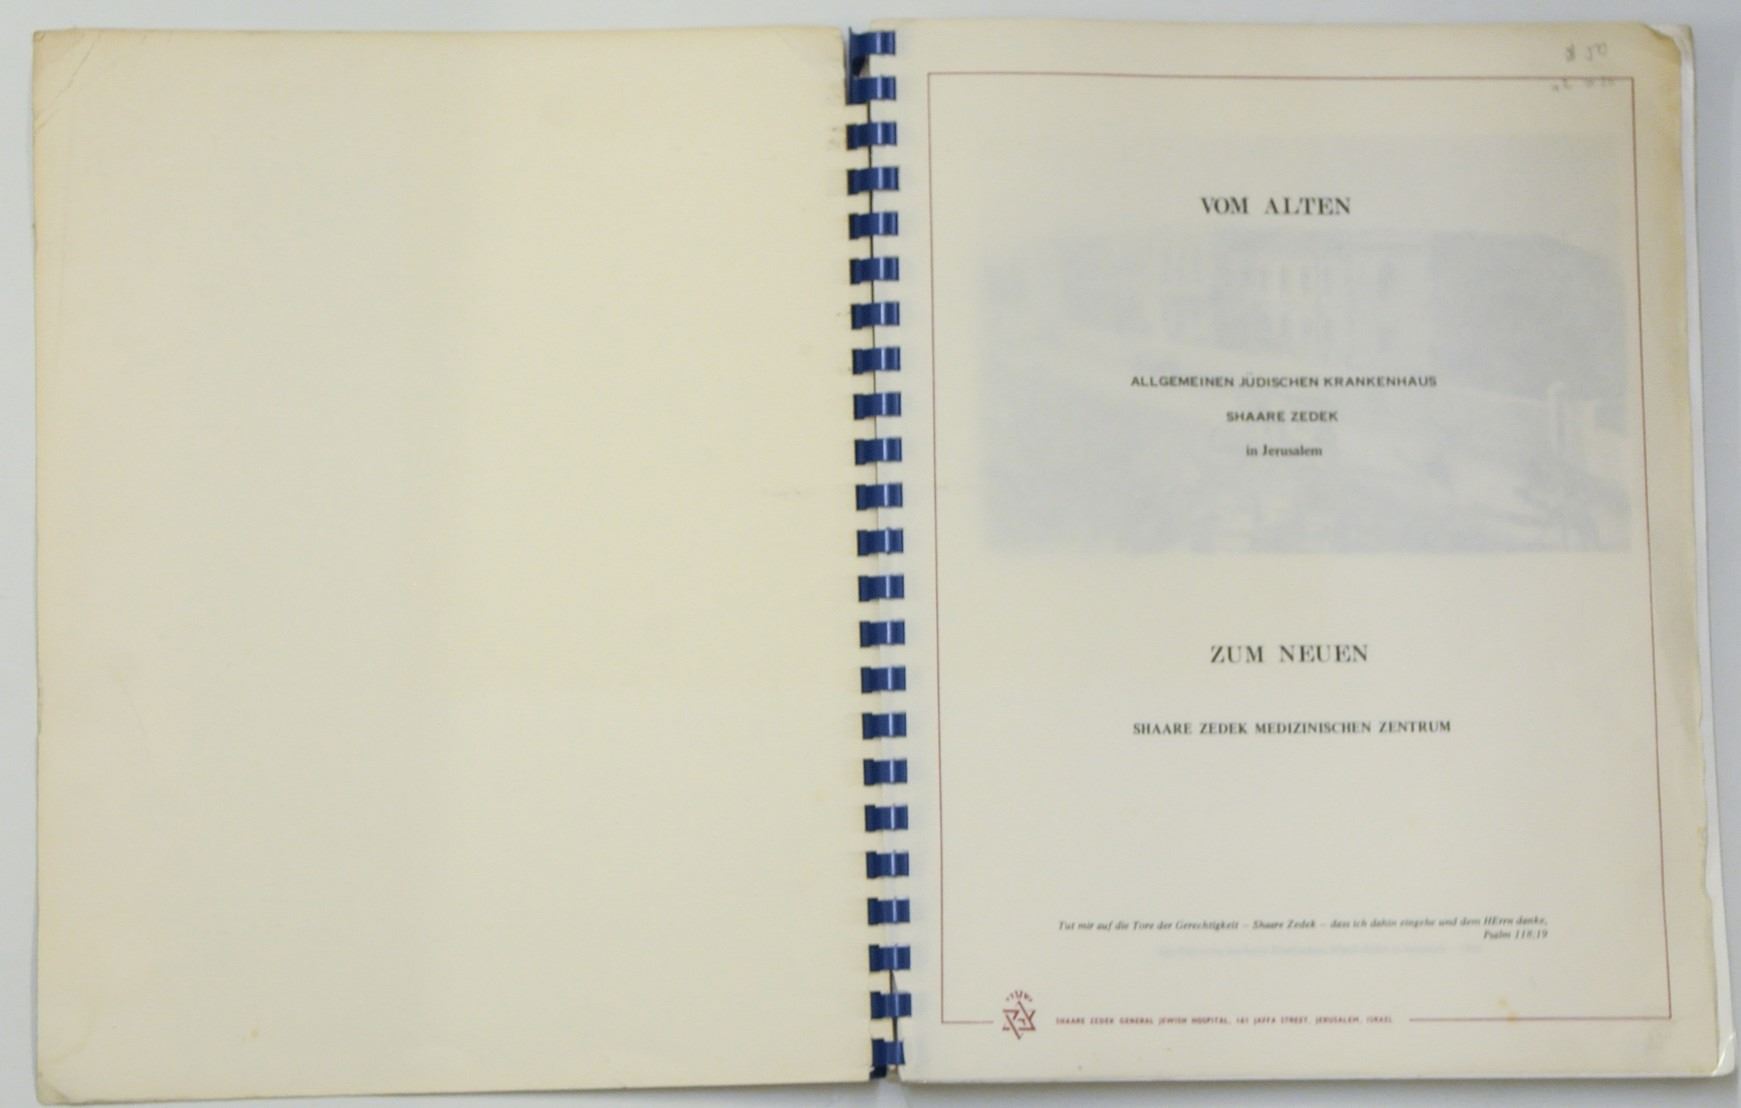 $ 50
VOM ALTEN
ALLGEMEINEN JÜDISCHEN KRANKENHAUS
SHAARE ZEDEK
in Jerusalem
ZUM NEUEN
SHAARE ZEDEK MEDIZINISCHEN ZENTRUM
Tut mir auf die Tore der Gerechtigkeit – Shaare Zedek – dass ich dahin eingehe und dem HErrn danke,
Psalm 118,19
SHAARE ZEDEK GENERAL JEWISH HOSPITAL, 161 JAFFA STREET, JERUSALEM, ISRAEL